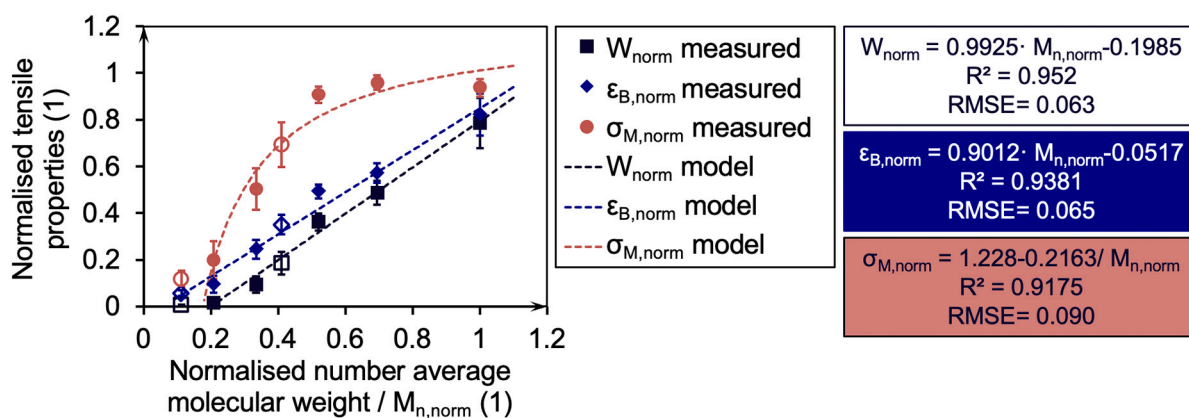 Normalised tensile
properties (1)
1.2
1
0.8
0.6
0.4
0.2
0
0
0.2
0.4
0.6
0.8
1
1.2
Normalised number average
molecular weight / Mn,norm (1)
Wnorm measured
εB,norm measured
σM,norm measured
Wnorm model
εB,norm model
σM,norm model
Wnorm = 0.9925· Mn,norm-0.1985
R² = 0.952
RMSE= 0.063
εB,norm = 0.9012· Mn,norm-0.0517
R² = 0.9381
RMSE= 0.065
σM,norm = 1.228-0.2163/ Mn,norm
R² = 0.9175
RMSE= 0.090